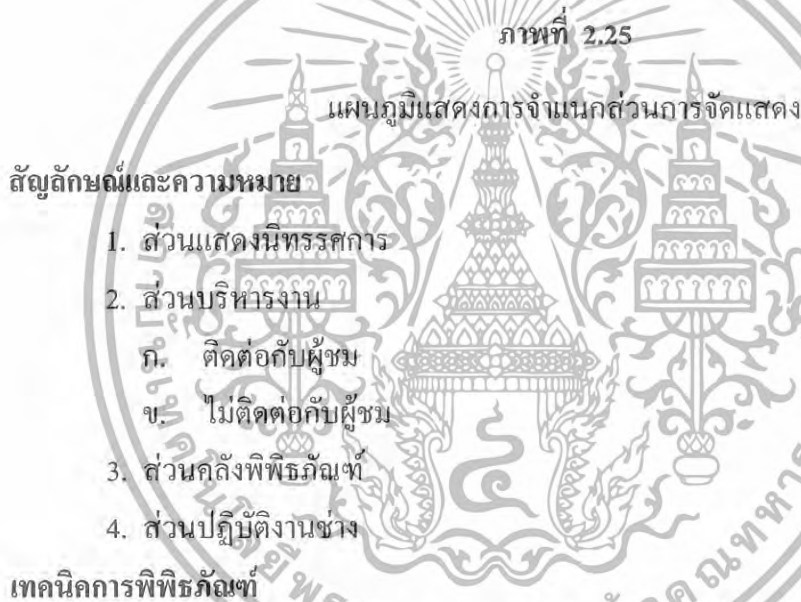 ภาพที่ 2.25
แผนภูมิแสดงการจำแนกส่วนการจัดแสดง
สัญลักษณ์และความหมาย
1. ส่วนแสดงนิทรรศการ
2. ส่วนบริหารงาน
ก. ติดต่อกับผู้ชม
ข. ไม่ติดต่อกับผู้ชม
3. ส่วนคลังพิพิธภัณฑ์
4. ส่วนปฏิบัติงานช่าง
เทคนิคการพิพิธภัณฑ์